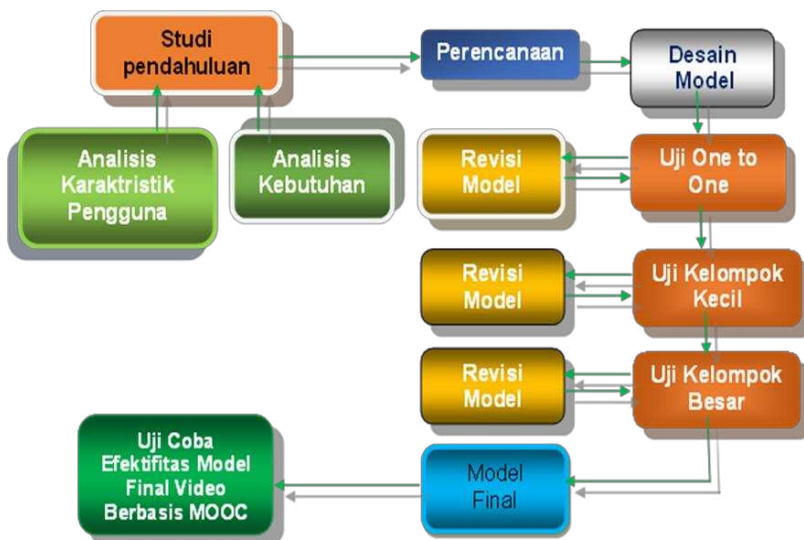 Studi
pendahuluan
Perencanaan
Desain
Model
Analisis
Karaktristik
Pengguna
Analisis
Kebutuhan
Revisi
Model
Uji One to
One
Revisi
Model
Uji Kelompok
Kecil
Revisi
Model
Uji Kelompok
Besar
Uji Coba
Efektifitas Model
Final Video
Berbasis MOOC
Model
Final